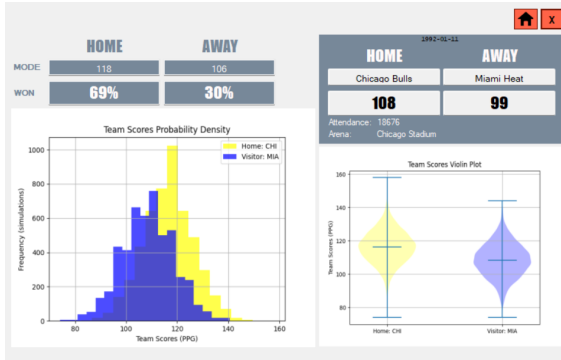 X
HOME AWAY
MODE 118 106
WON 69% 30%
1992-01-11
HOME AWAY
Chicago Bulls Miami Heat
108 99
Attendance: 18676
Arena: Chicago Stadium
Team Scores Probability Density
Home: CHI
Visitor: MIA
Frequency (simulations)
1000
800
600
400
200
0
80 100 120 140 160
Team Scores (PPG)
Team Scores Violin Plot
Team Scores (PPG)
160
140
120
100
80
Home: CHI Visitor: MIA